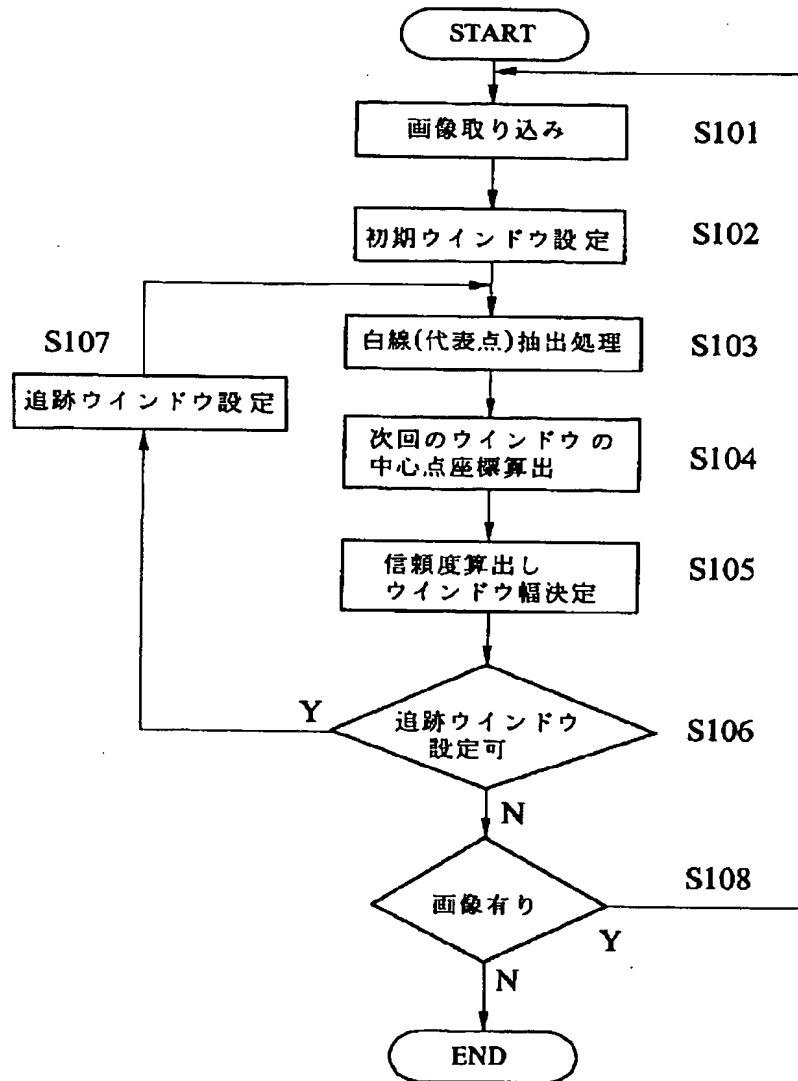 START
画像取り込み
S101
初期ウインドウ設定
S102
S107
白線(代表点)抽出処理
S103
追跡ウインドウ設定
次回のウインドウの
中心点座標算出
S104
信頼度算出し
ウインドウ幅決定
S105
Y
追跡ウインドウ
設定可
S106
N
S108
画像有り
Y
N
END